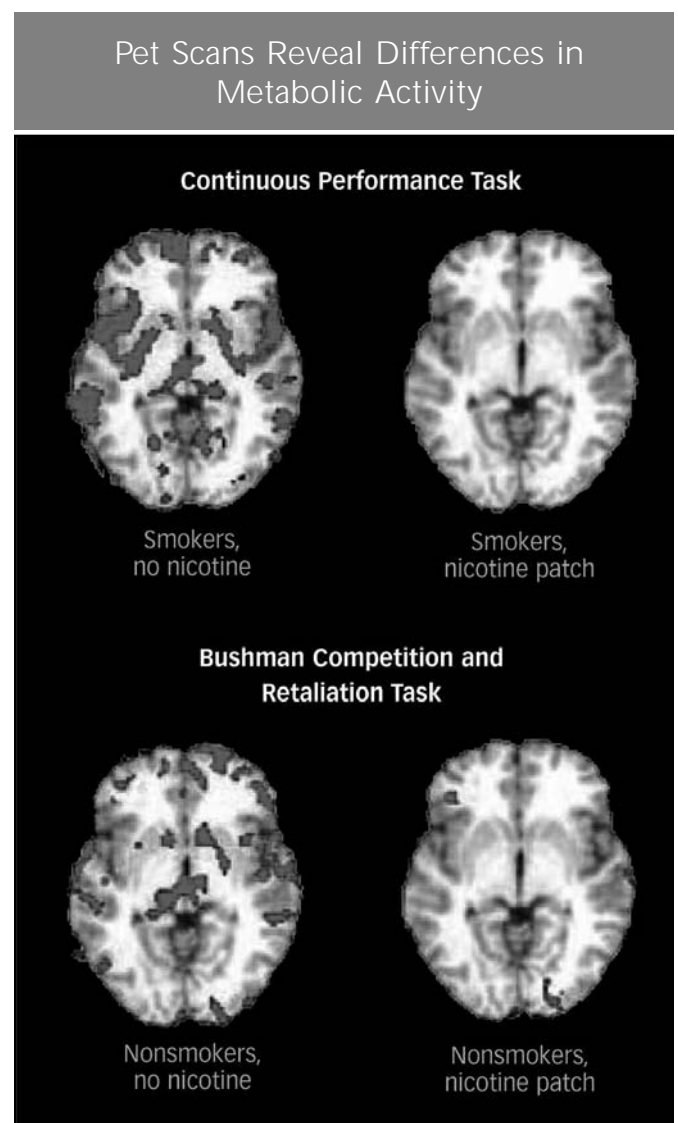 Pet Scans Reveal Differences in
Metabolic Activity
Continuous Performance Task
Smokers,
no nicotine
Smokers,
nicotine patch
Bushman Competition and
Retaliation Task
Nonsmokers,
no nicotine
Nonsmokers,
nicotine patch